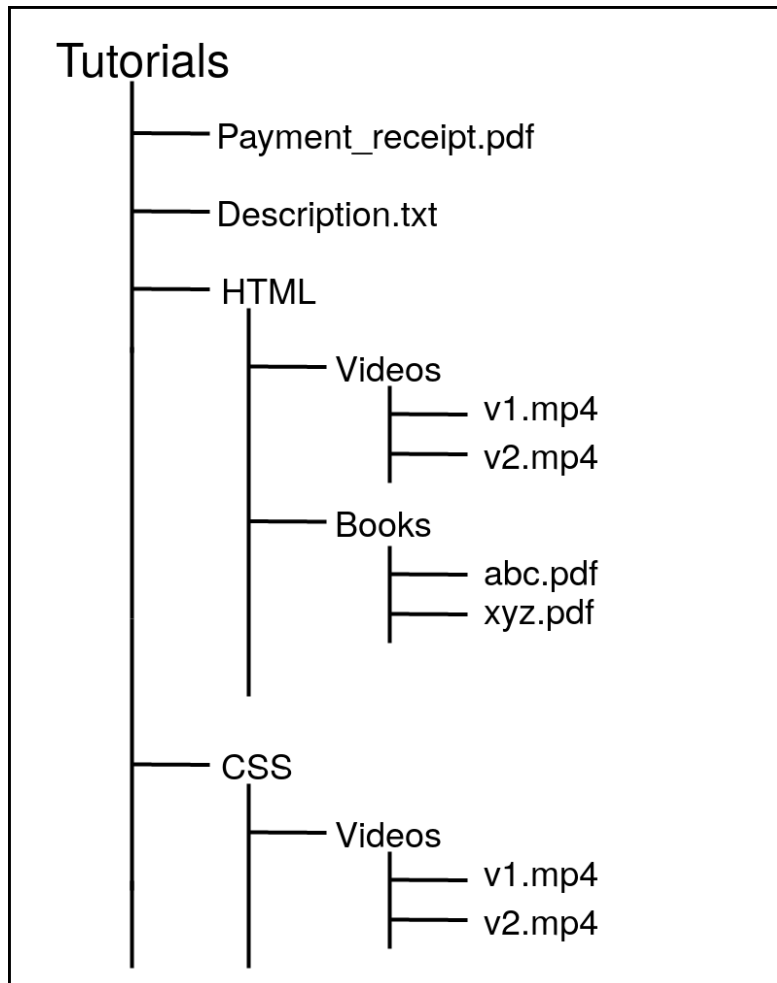 Tutorials
Payment_receipt.pdf
Description.txt
HTML
Videos
v1.mp4
v2.mp4
Books
abc.pdf
xyz.pdf
CSS
Videos
v1.mp4
v2.mp4